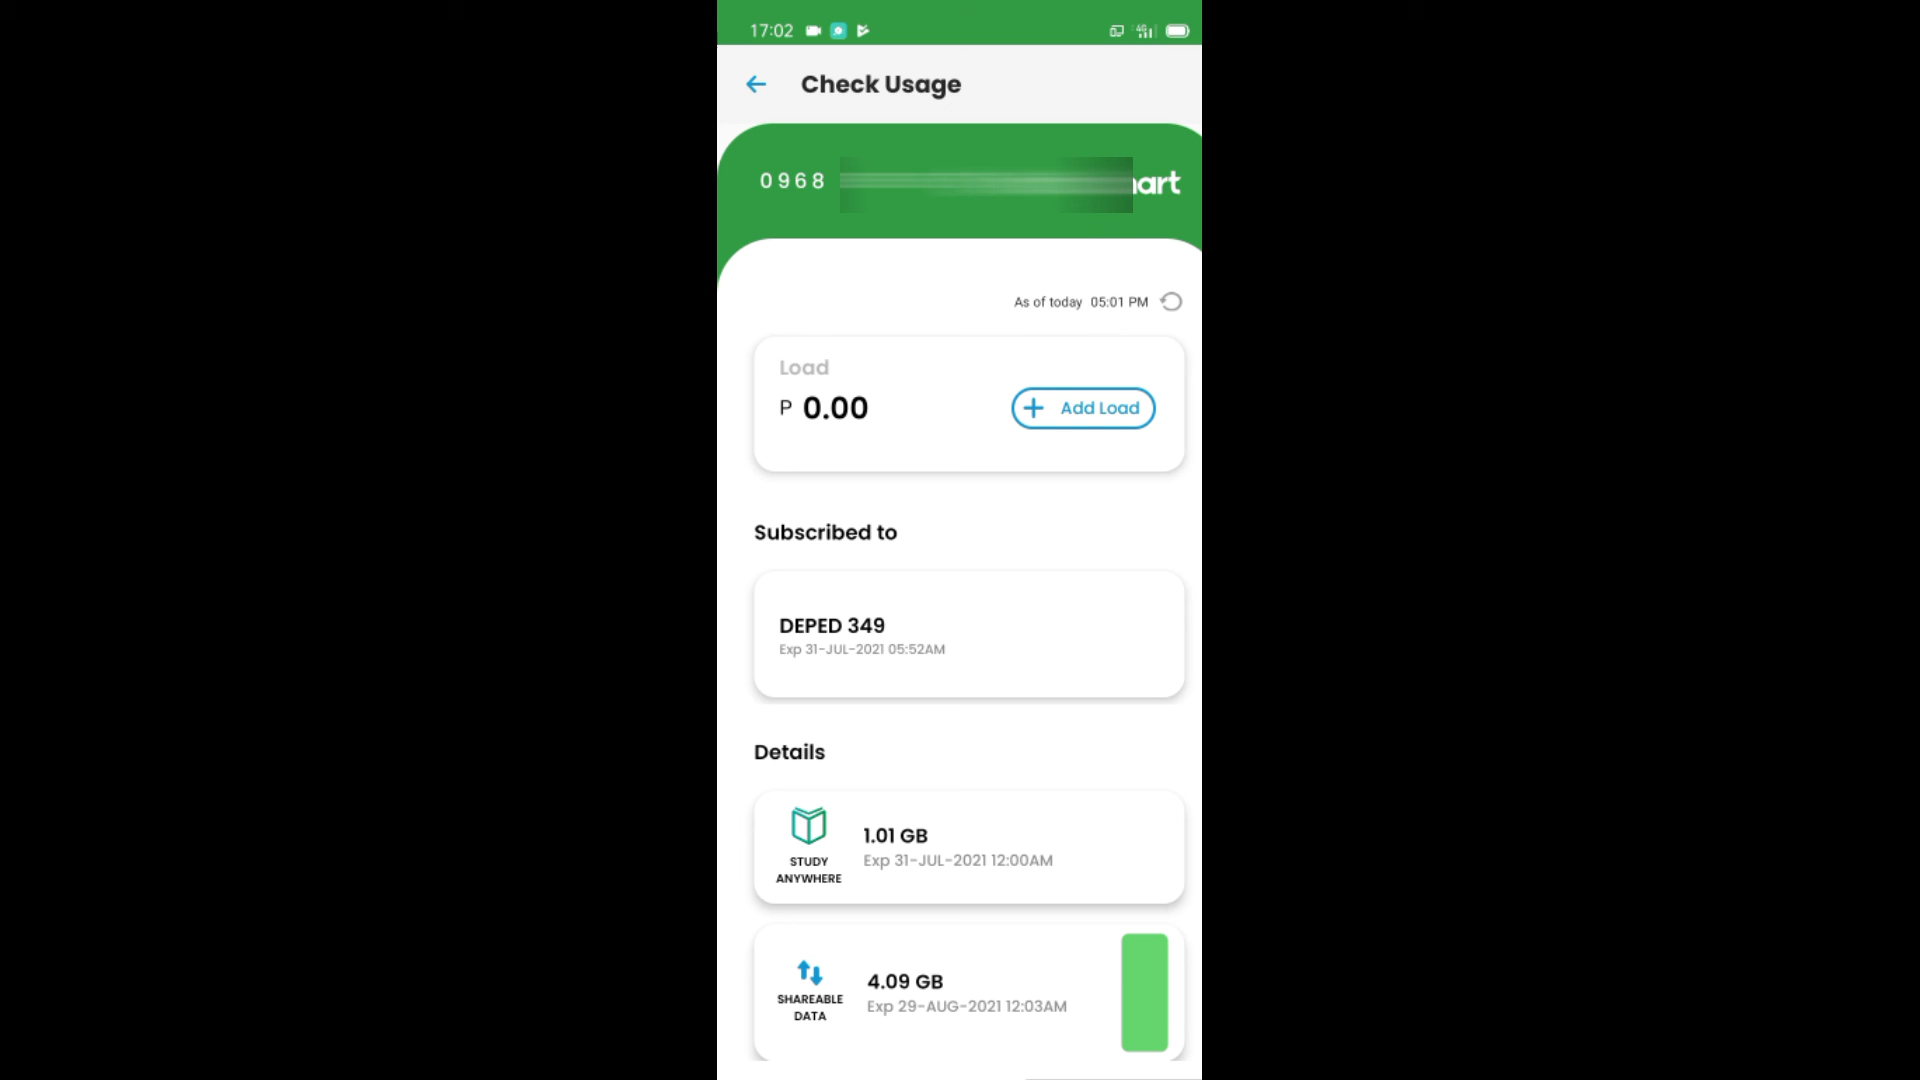 17:02
4G
Check Usage
0968
art
As of today 05:01 PM
Load
P 0.00
+ Add Load
Subscribed to
DEPED 349
Exp 31-JUL-2021 05:52AM
Details
STUDY
ANYWHERE
1.01 GB
Exp 31-JUL-2021 12:00AM
SHAREABLE
DATA
4.09 GB
Exp 29-AUG-2021 12:03AM